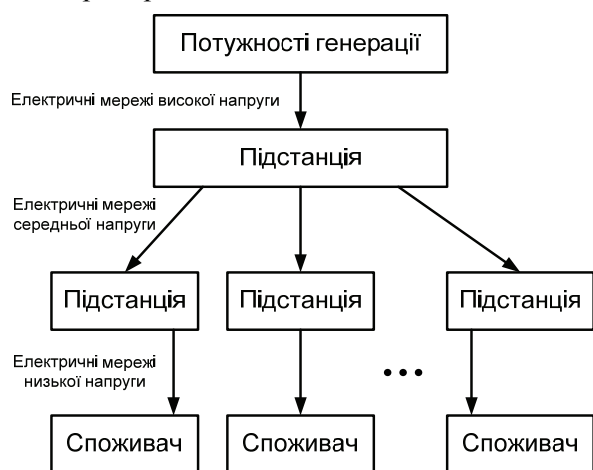 Потужності генерації
Електричні мережі високої напруги
Підстанція
Електричні мережі
середньої напруги
Підстанція
Підстанція
Підстанція
Електричні мережі
низької напруги
...
Споживач
Споживач
Споживач